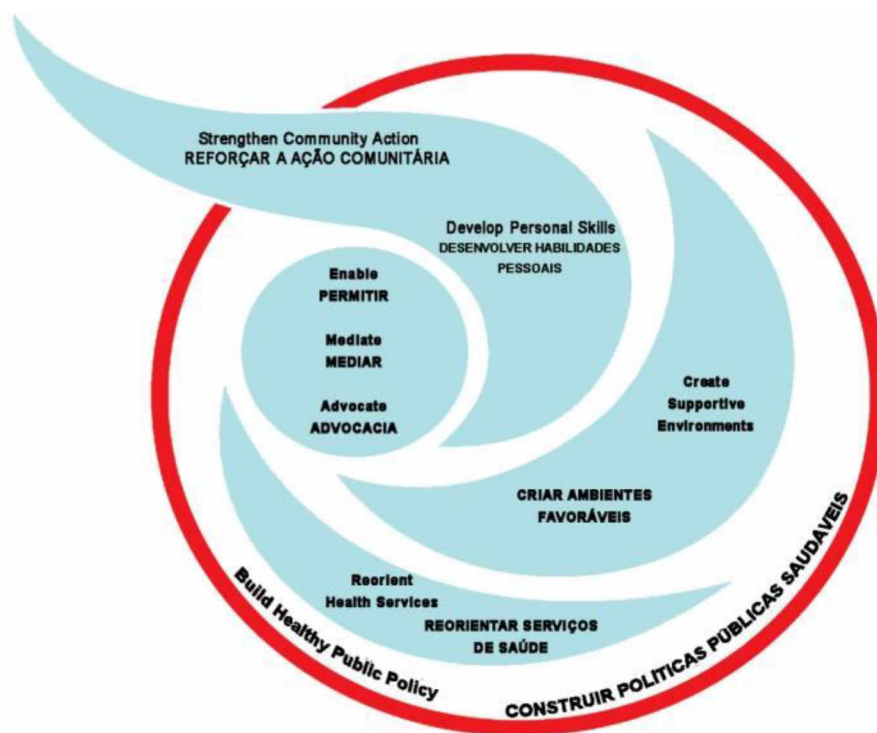 Strengthen Community Action
REFORÇAR A AÇÃO COMUNITÁRIA
Develop Personal Skills
DESENVOLVER HABILIDADES
PESSOAIS
Enable
PERMITIR
Mediate
MEDIAR
Advocate
ADVOCACIA
Create
Supportive
Environments
CRIAR AMBIENTES
FAVORÁVEIS
Reorient
Health Services
REORIENTAR SERVIÇOS
DE SAÚDE
Build Healthy Public Policy
CONSTRUIR POLÍTICAS PÚBLICAS SAUDAVEIS